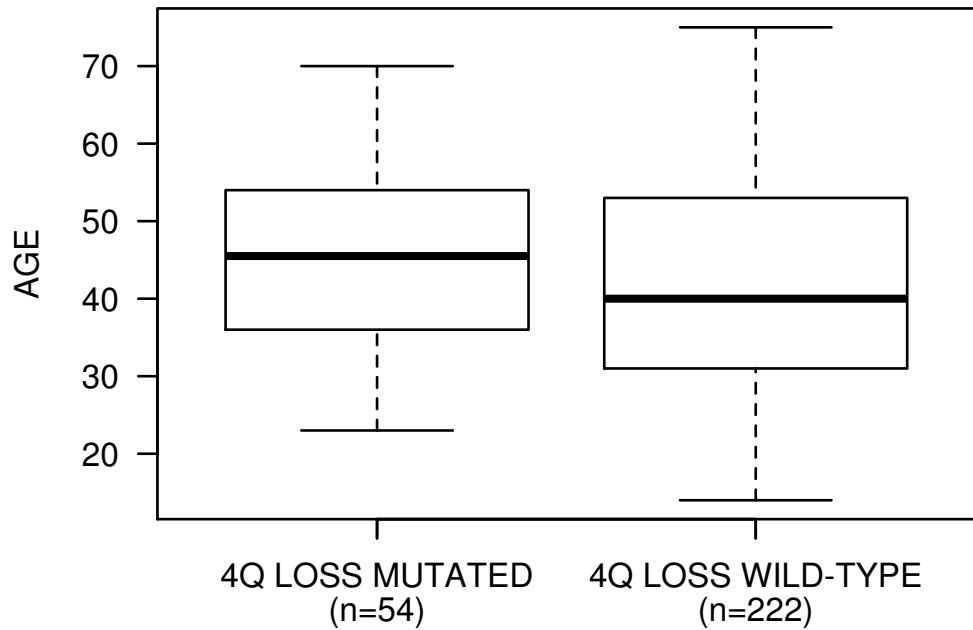 AGE
70
60
50
40
30
20
4Q LOSS MUTATED
(n=54)
4Q LOSS WILD-TYPE
(n=222)